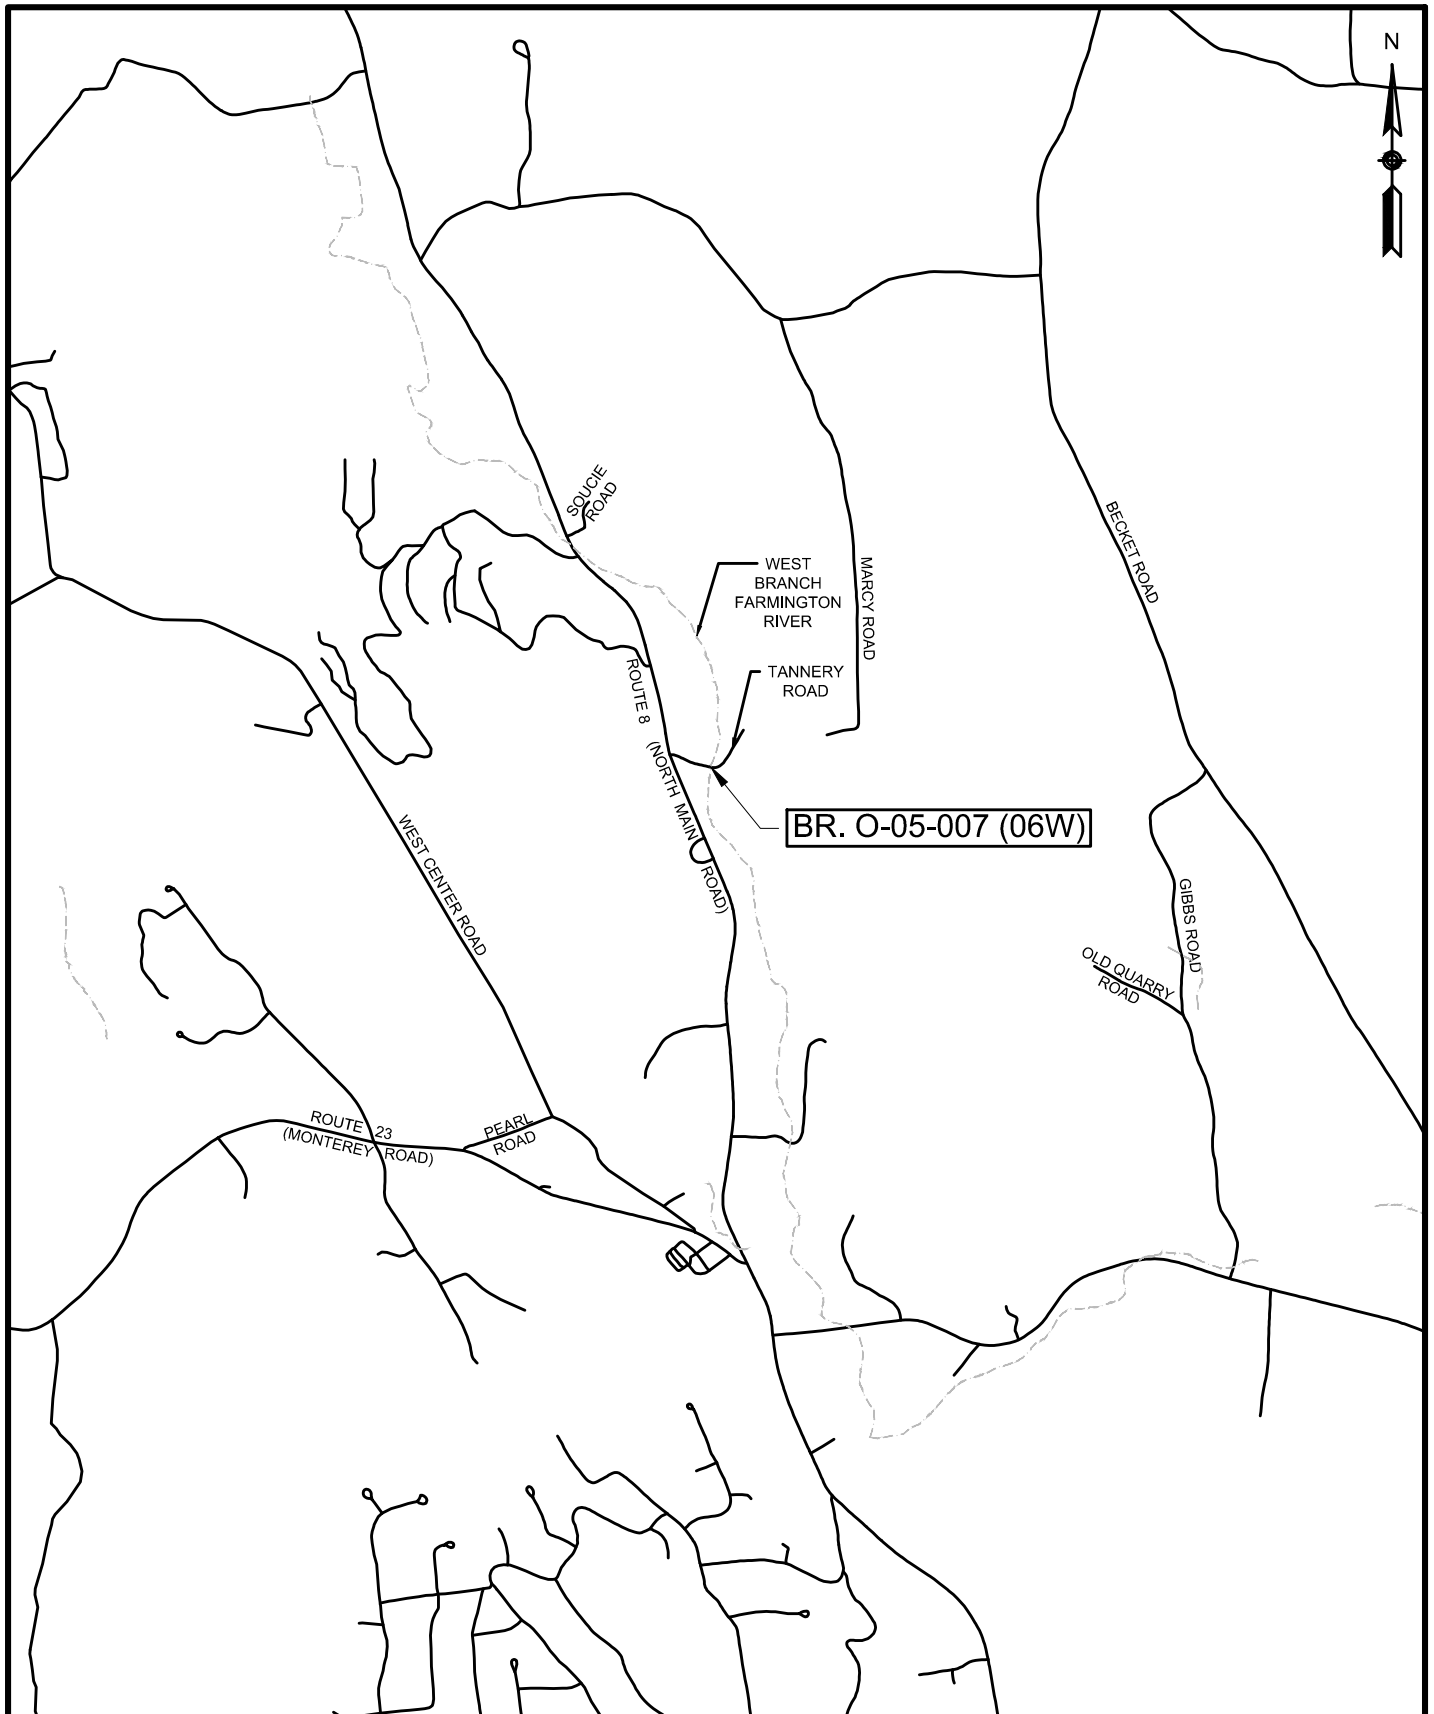 N
SOUCIE
ROAD
BECKET ROAD
WEST
BRANCH
FARMINGTON
RIVER
MARCY ROAD
TANNERY
ROAD
ROUTE 8 (NORTH MAIN ROAD)
BR. O-05-007 (06W)
WEST CENTER ROAD
GIBBS ROAD
OLD QUARRY
ROAD
ROUTE 23
(MONTEREY ROAD)
PEARL
ROAD